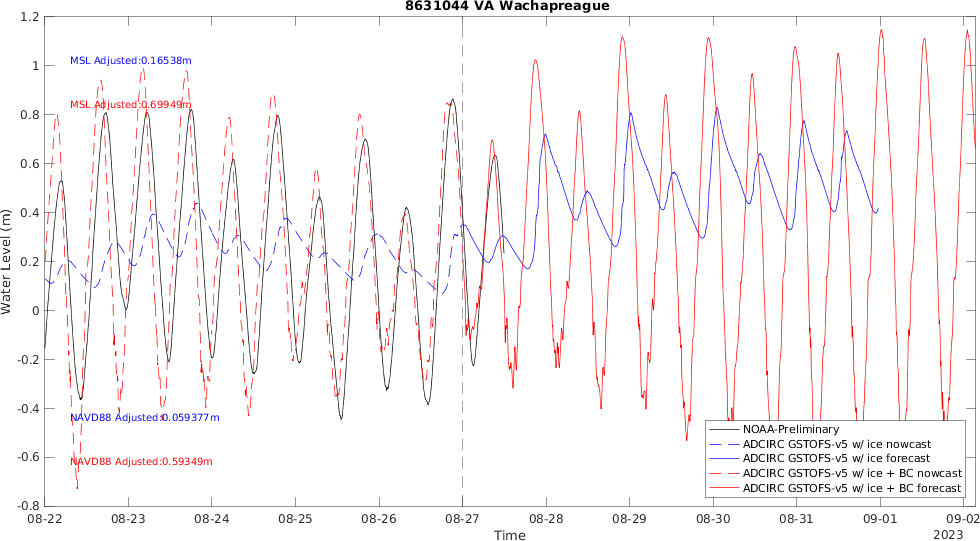 8631044 VA Wachapreague
1.2
1
0.8
0.6
0.4
0.2
0
-0.2
-0.4
-0.6
-0.8
Water Level (m)
MSL Adjusted:0.16538m
MSL Adjusted:0.69949m
NAVD88 Adjusted:0.059377m
NAVD88 Adjusted:0.59349m
NOAA-Preliminary
ADCIRC GSTOFS-v5 w/ ice nowcast
ADCIRC GSTOFS-v5 w/ ice forecast
ADCIRC GSTOFS-v5 w/ ice + BC nowcast
ADCIRC GSTOFS-v5 w/ ice + BC forecast
08-22 08-23 08-24 08-25 08-26 08-27 08-28 08-29 08-30 08-31 09-01 09-02
Time
2023